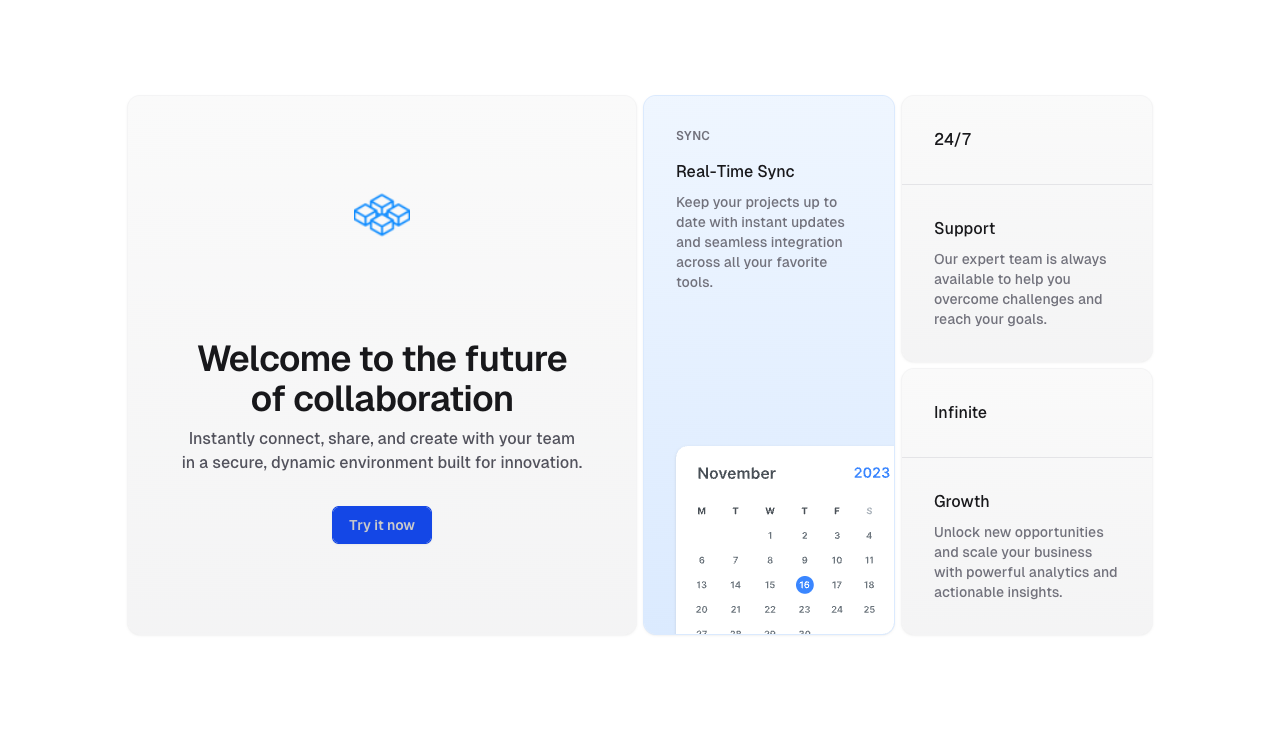 Welcome to the future
of collaboration
Instantly connect, share, and create with your team
in a secure, dynamic environment built for innovation.
Try it now
SYNC
Real-Time Sync
Keep your projects up to
date with instant updates
and seamless integration
across all your favorite
tools.
November 2023
M T W T F S
1 2 3 4
6 7 8 9 10 11
13 14 15 16 17 18
20 21 22 23 24 25
27 28 29 30
24/7
Support
Our expert team is always
available to help you
overcome challenges and
reach your goals.
Infinite
Growth
Unlock new opportunities
and scale your business
with powerful analytics and
actionable insights.